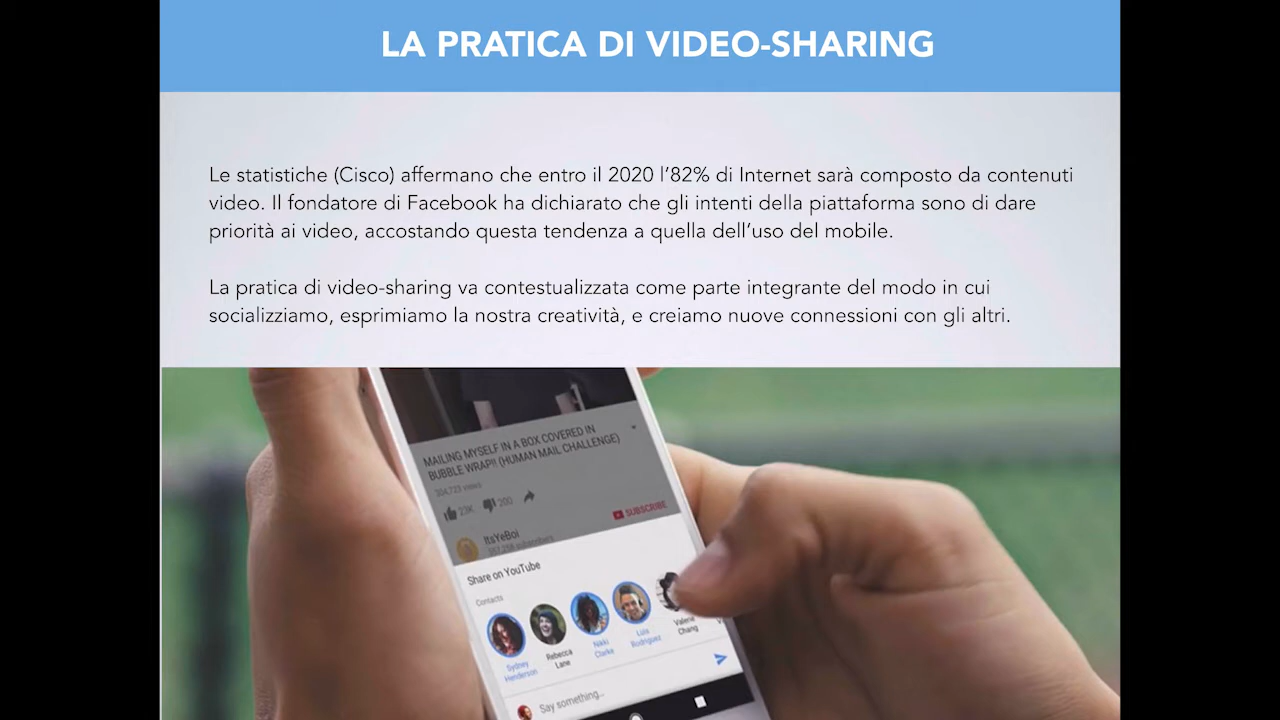 LA PRATICA DI VIDEO-SHARING
Le statistiche (Cisco) affermano che entro il 2020 l'82% di Internet sarà composto da contenuti
video. Il fondatore di Facebook ha dichiarato che gli intenti della piattaforma sono di dare
priorità ai video, accostando questa tendenza a quella dell'uso del mobile.
La pratica di video-sharing va contestualizzata come parte integrante del modo in cui
socializziamo, esprimiamo la nostra creatività, e creiamo nuove connessioni con gli altri.
MAILING MYSELF IN A BOX COVERED IN
BUBBLE WRAP!! (HUMAN MAIL CHALLENGE)
views
23K 200
SUBSCRIBE
ItsYeBoi
subscribers
Share on YouTube
Contacts
Sydney
Henderson
Rebecca
Lane
Nikki
Clarke
Luis
Rodriguez
Valerie
Chang
Say something...